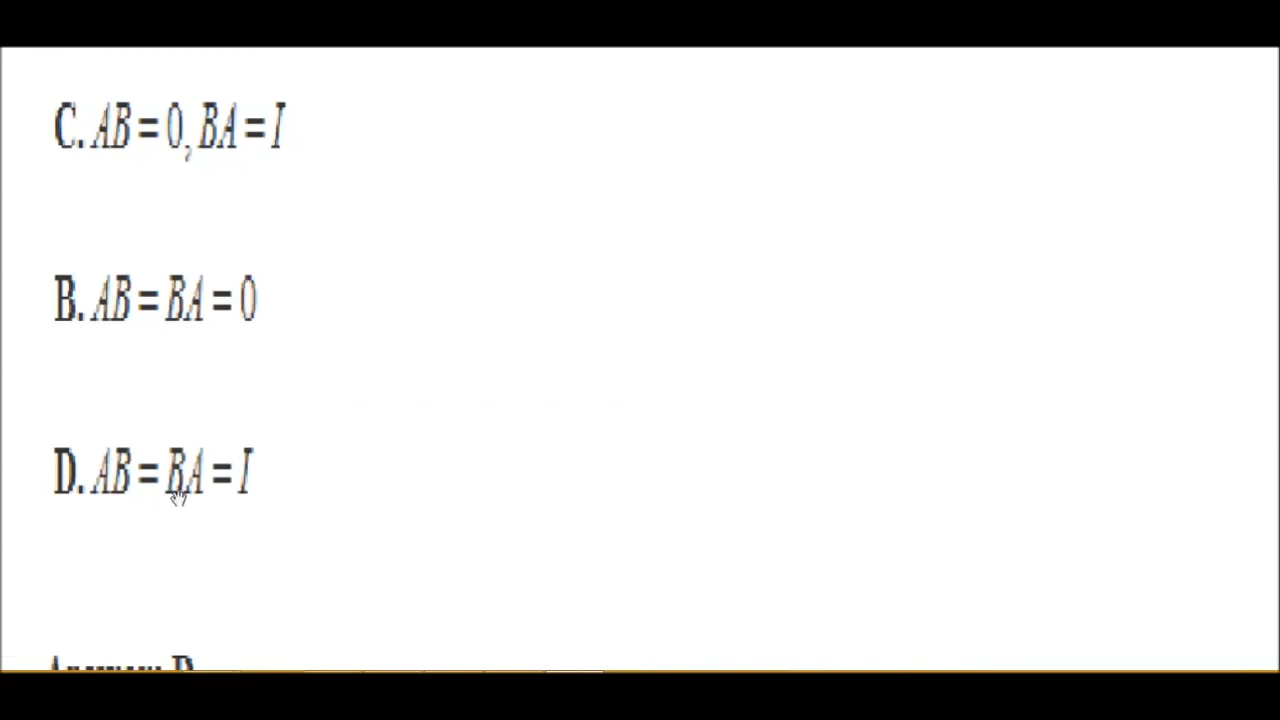 C. AB = 0, BA = I
B. AB = BA = 0
D. AB = BA = I